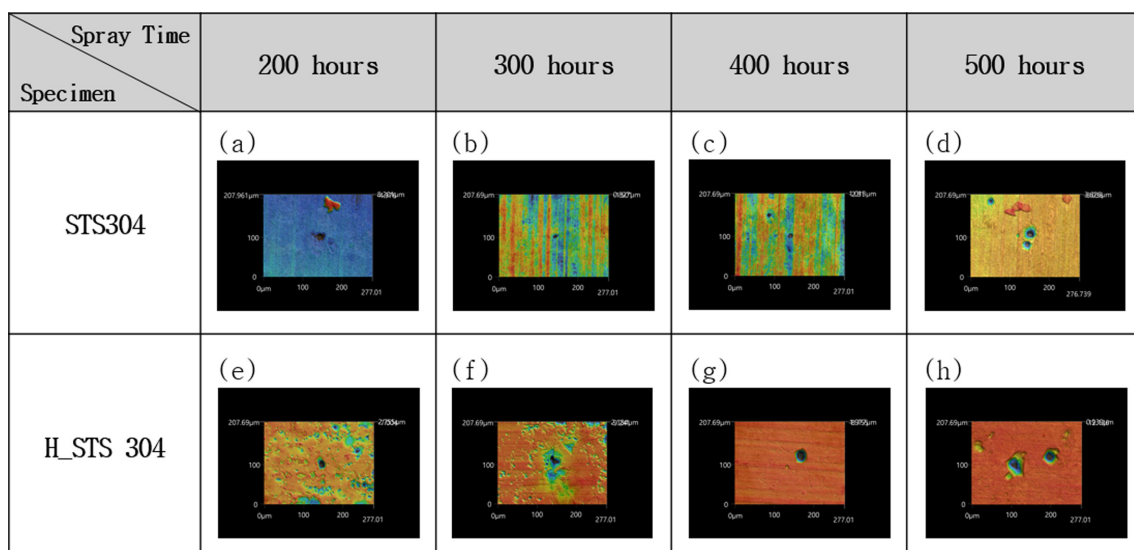 Spray Time
Specimen
200 hours
300 hours
400 hours
500 hours
STS304
(a)
207.961μm
100
0
0μm
100
200
277.01
(b)
207.69μm
100
0
0μm
100
200
277.01
(c)
207.69μm
100
0
0μm
100
200
277.01
(d)
207.69μm
100
0
0μm
100
200
276.739
H_STS 304
(e)
207.69μm
100
0
0μm
100
200
277.01
(f)
207.69μm
100
0
0μm
100
200
277.01
(g)
207.69μm
100
0
0μm
100
200
277.01
(h)
207.69μm
100
0
0μm
100
200
277.01